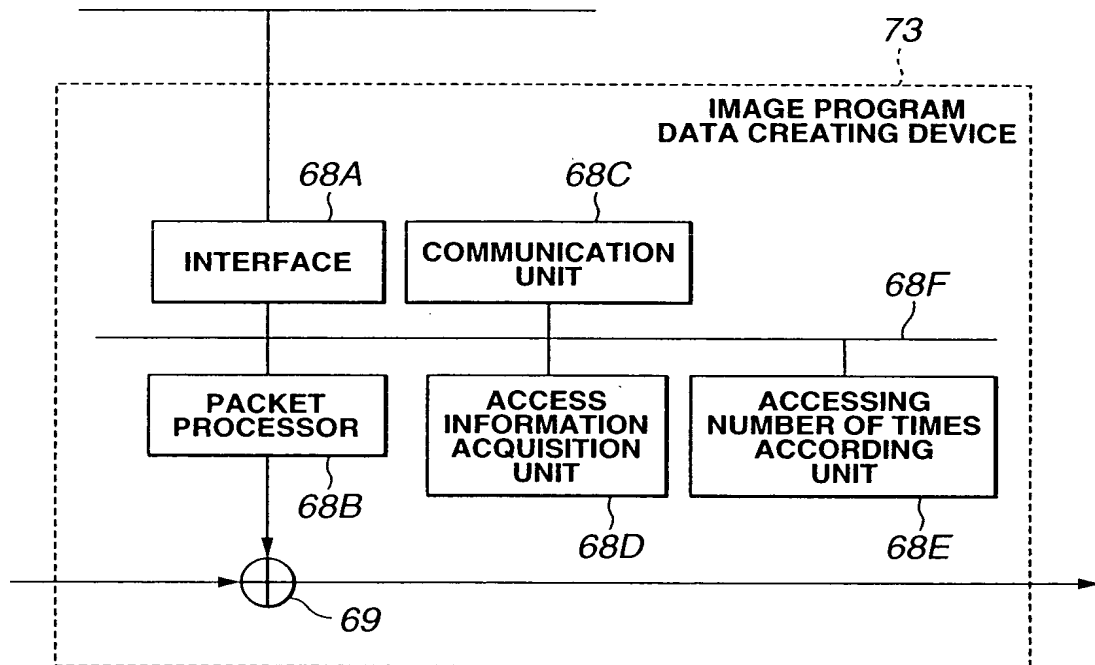 73
IMAGE PROGRAM
DATA CREATING DEVICE
68A
68C
INTERFACE
COMMUNICATION
UNIT
68F
PACKET
PROCESSOR
ACCESS
INFORMATION
ACQUISITION
UNIT
ACCESSING
NUMBER OF TIMES
ACCORDING
UNIT
68B
68D
68E
69